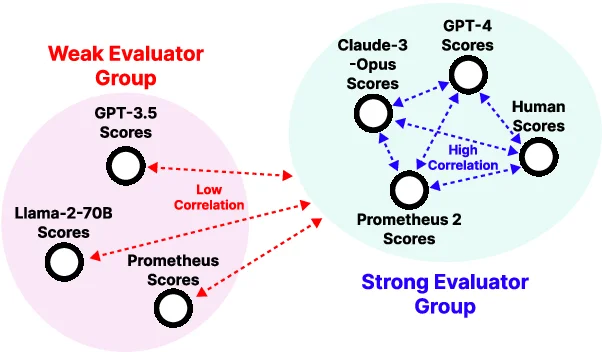 Weak Evaluator
Group
GPT-3.5
Scores
Llama-2-70B
Scores
Prometheus
Scores
Low
Correlation
Claude-3
-Opus
Scores
GPT-4
Scores
Human
Scores
High
Correlation
Prometheus 2
Scores
Strong Evaluator
Group